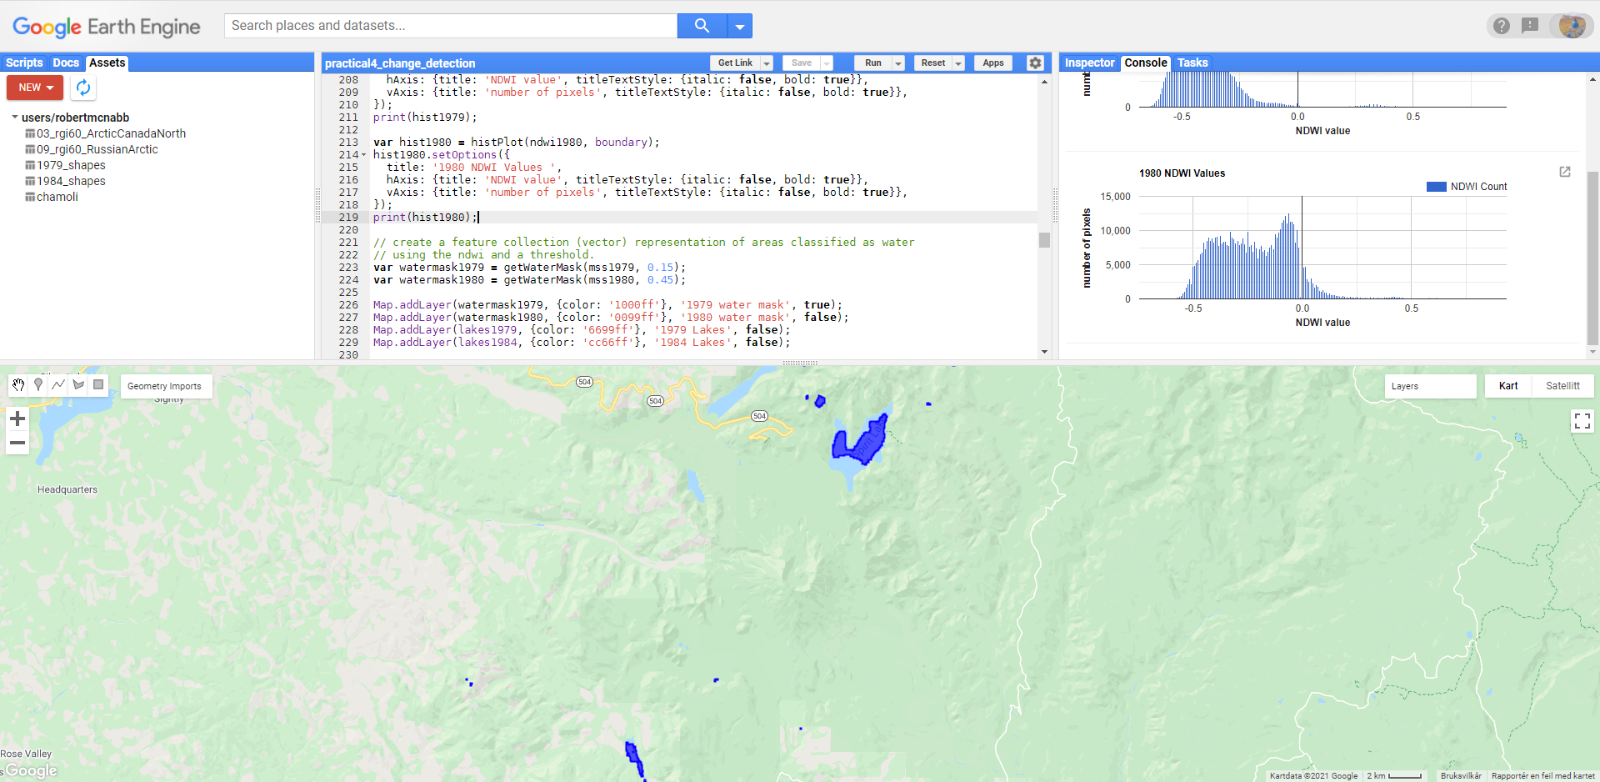 Google Earth Engine
Search places and datasets...
Scripts Docs Assets
NEW
users/robertmcnabb
03_rgi60_ArcticCanadaNorth
09_rgi60_RussianArctic
1979_shapes
1984_shapes
chamoli
practical4_change_detection
Get Link Save Run Reset Apps
208 hAxis: {title: 'NDWI value', titleTextStyle: {italic: false, bold: true}},
209 vAxis: {title: 'number of pixels', titleTextStyle: {italic: false, bold: true}},
210 });
211 print(hist1979);
212
213 var hist1980 = histPlot(ndwi1980, boundary);
214 hist1980.setOptions({
215 title: '1980 NDWI Values ',
216 hAxis: {title: 'NDWI value', titleTextStyle: {italic: false, bold: true}},
217 vAxis: {title: 'number of pixels', titleTextStyle: {italic: false, bold: true}},
218 });
219 print(hist1980);
220
221 // create a feature collection (vector) representation of areas classified as water
222 // using the ndwi and a threshold.
223 var watermask1979 = getWaterMask(mss1979, 0.15);
224 var watermask1980 = getWaterMask(mss1980, 0.45);
225
226 Map.addLayer(watermask1979, {color: '1000ff'}, '1979 water mask', true);
227 Map.addLayer(watermask1980, {color: '0099ff'}, '1980 water mask', false);
228 Map.addLayer(lakes1979, {color: '6699ff'}, '1979 Lakes', false);
229 Map.addLayer(lakes1984, {color: 'cc66ff'}, '1984 Lakes', false);
230
Inspector Console Tasks
0
-0.5 0.0 0.5
NDWI value
1980 NDWI Values
NDWI Count
number of pixels
15,000
10,000
5,000
0
-0.5 0.0 0.5
NDWI value
Geometry Imports
Layers
Kart Satellitt
504
504
504
Headquarters
Rose Valley
Google
Kartdata ©2021 Google 2 km Bruksvilkår Rapportér en feil med kartet